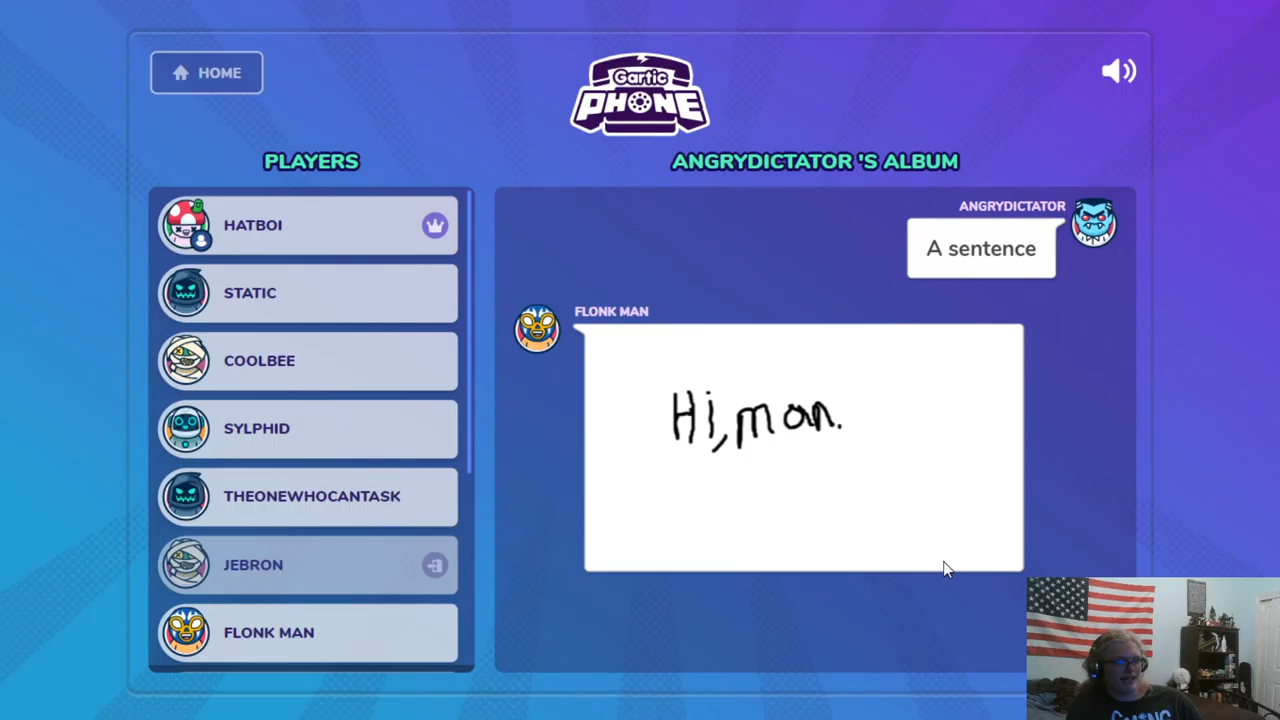 HOME
Gartic
PHONE
PLAYERS
ANGRYDICTATOR 'S ALBUM
HATBOI
STATIC
COOLBEE
SYLPHID
THEONEWHOCANTASK
JEBRON
FLONK MAN
ANGRYDICTATOR
A sentence
FLONK MAN
Hi, man.